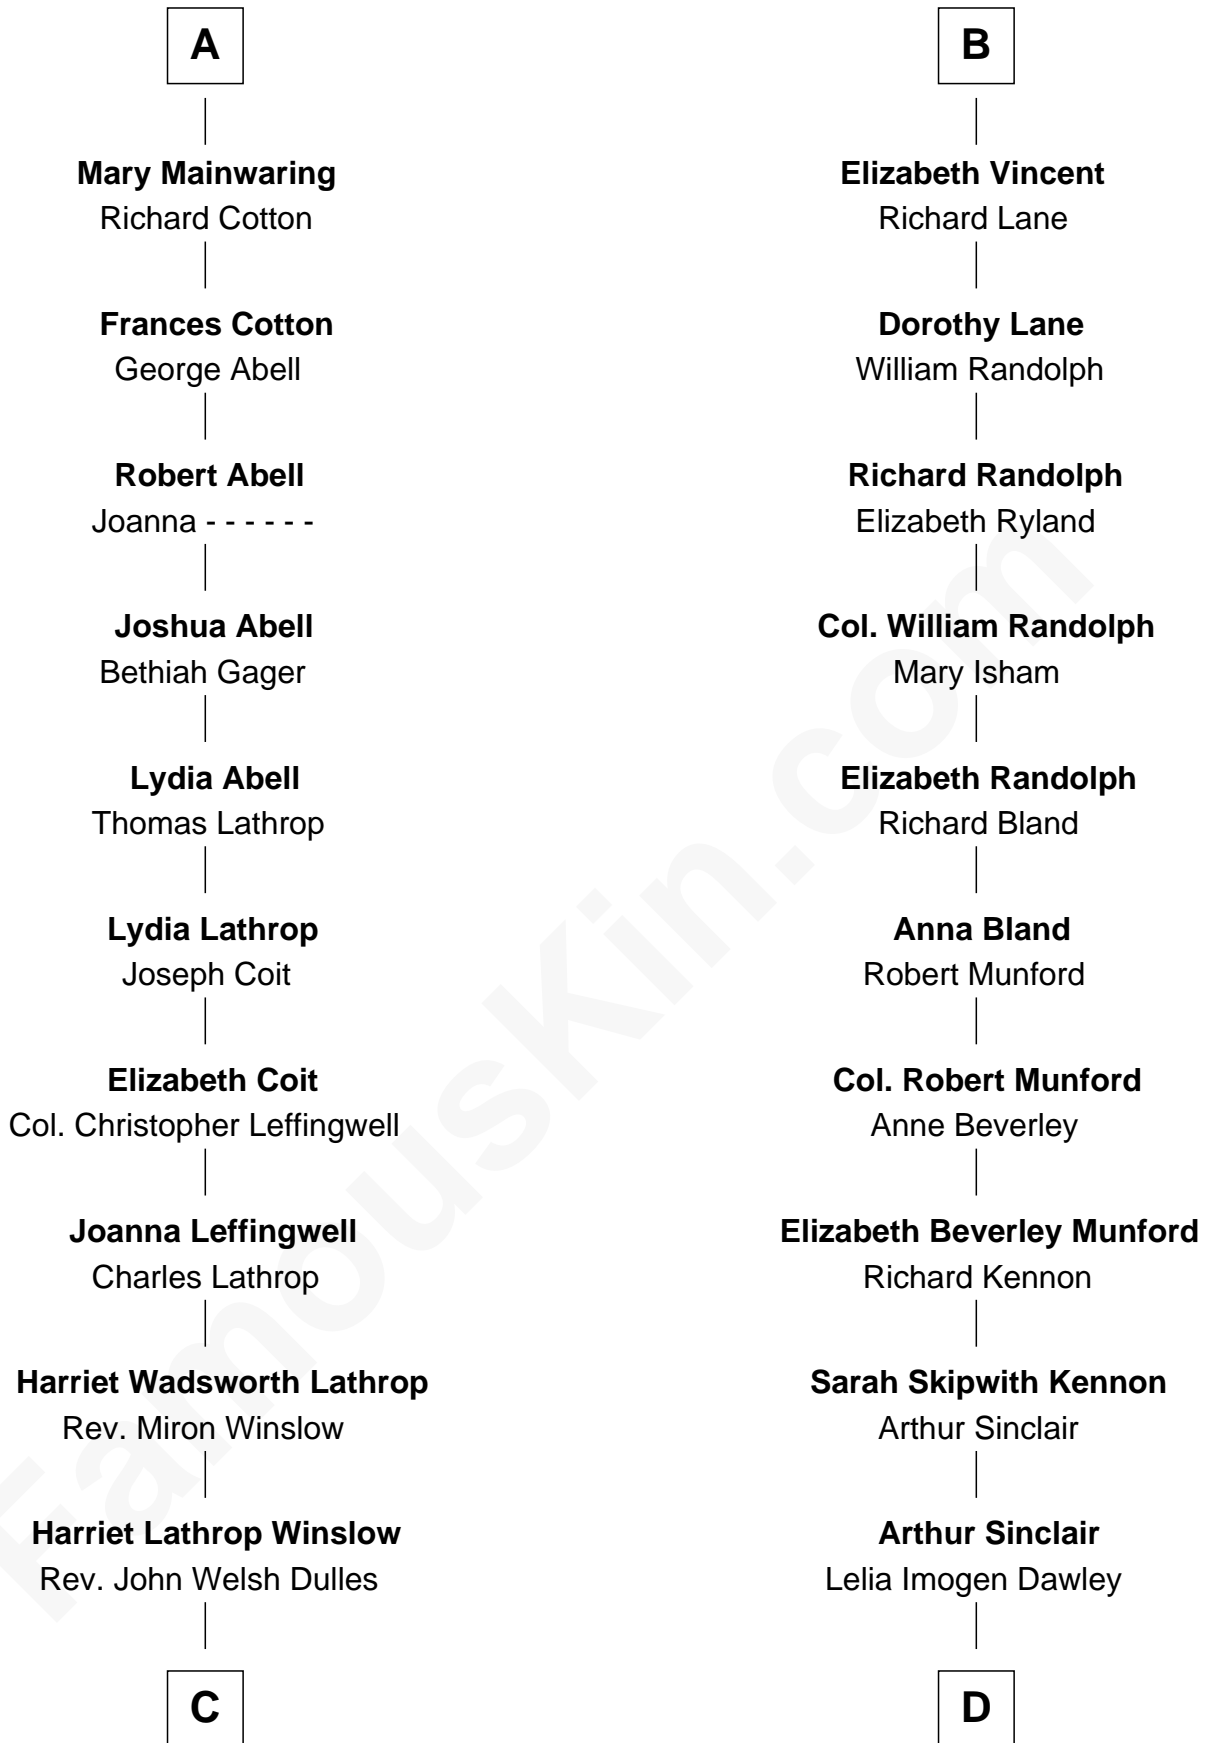 A
Mary Mainwaring
Richard Cotton
Frances Cotton
George Abell
Robert Abell
Joanna - - - - - -
Joshua Abell
Bethiah Gager
Lydia Abell
Thomas Lathrop
Lydia Lathrop
Joseph Coit
Elizabeth Coit
Col. Christopher Leffingwell
Joanna Leffingwell
Charles Lathrop
Harriet Wadsworth Lathrop
Rev. Miron Winslow
Harriet Lathrop Winslow
Rev. John Welsh Dulles
C
B
Elizabeth Vincent
Richard Lane
Dorothy Lane
William Randolph
Richard Randolph
Elizabeth Ryland
Col. William Randolph
Mary Isham
Elizabeth Randolph
Richard Bland
Anna Bland
Robert Munford
Col. Robert Munford
Anne Beverley
Elizabeth Beverley Munford
Richard Kennon
Sarah Skipwith Kennon
Arthur Sinclair
Arthur Sinclair
Lelia Imogen Dawley
D
FamousKin.com